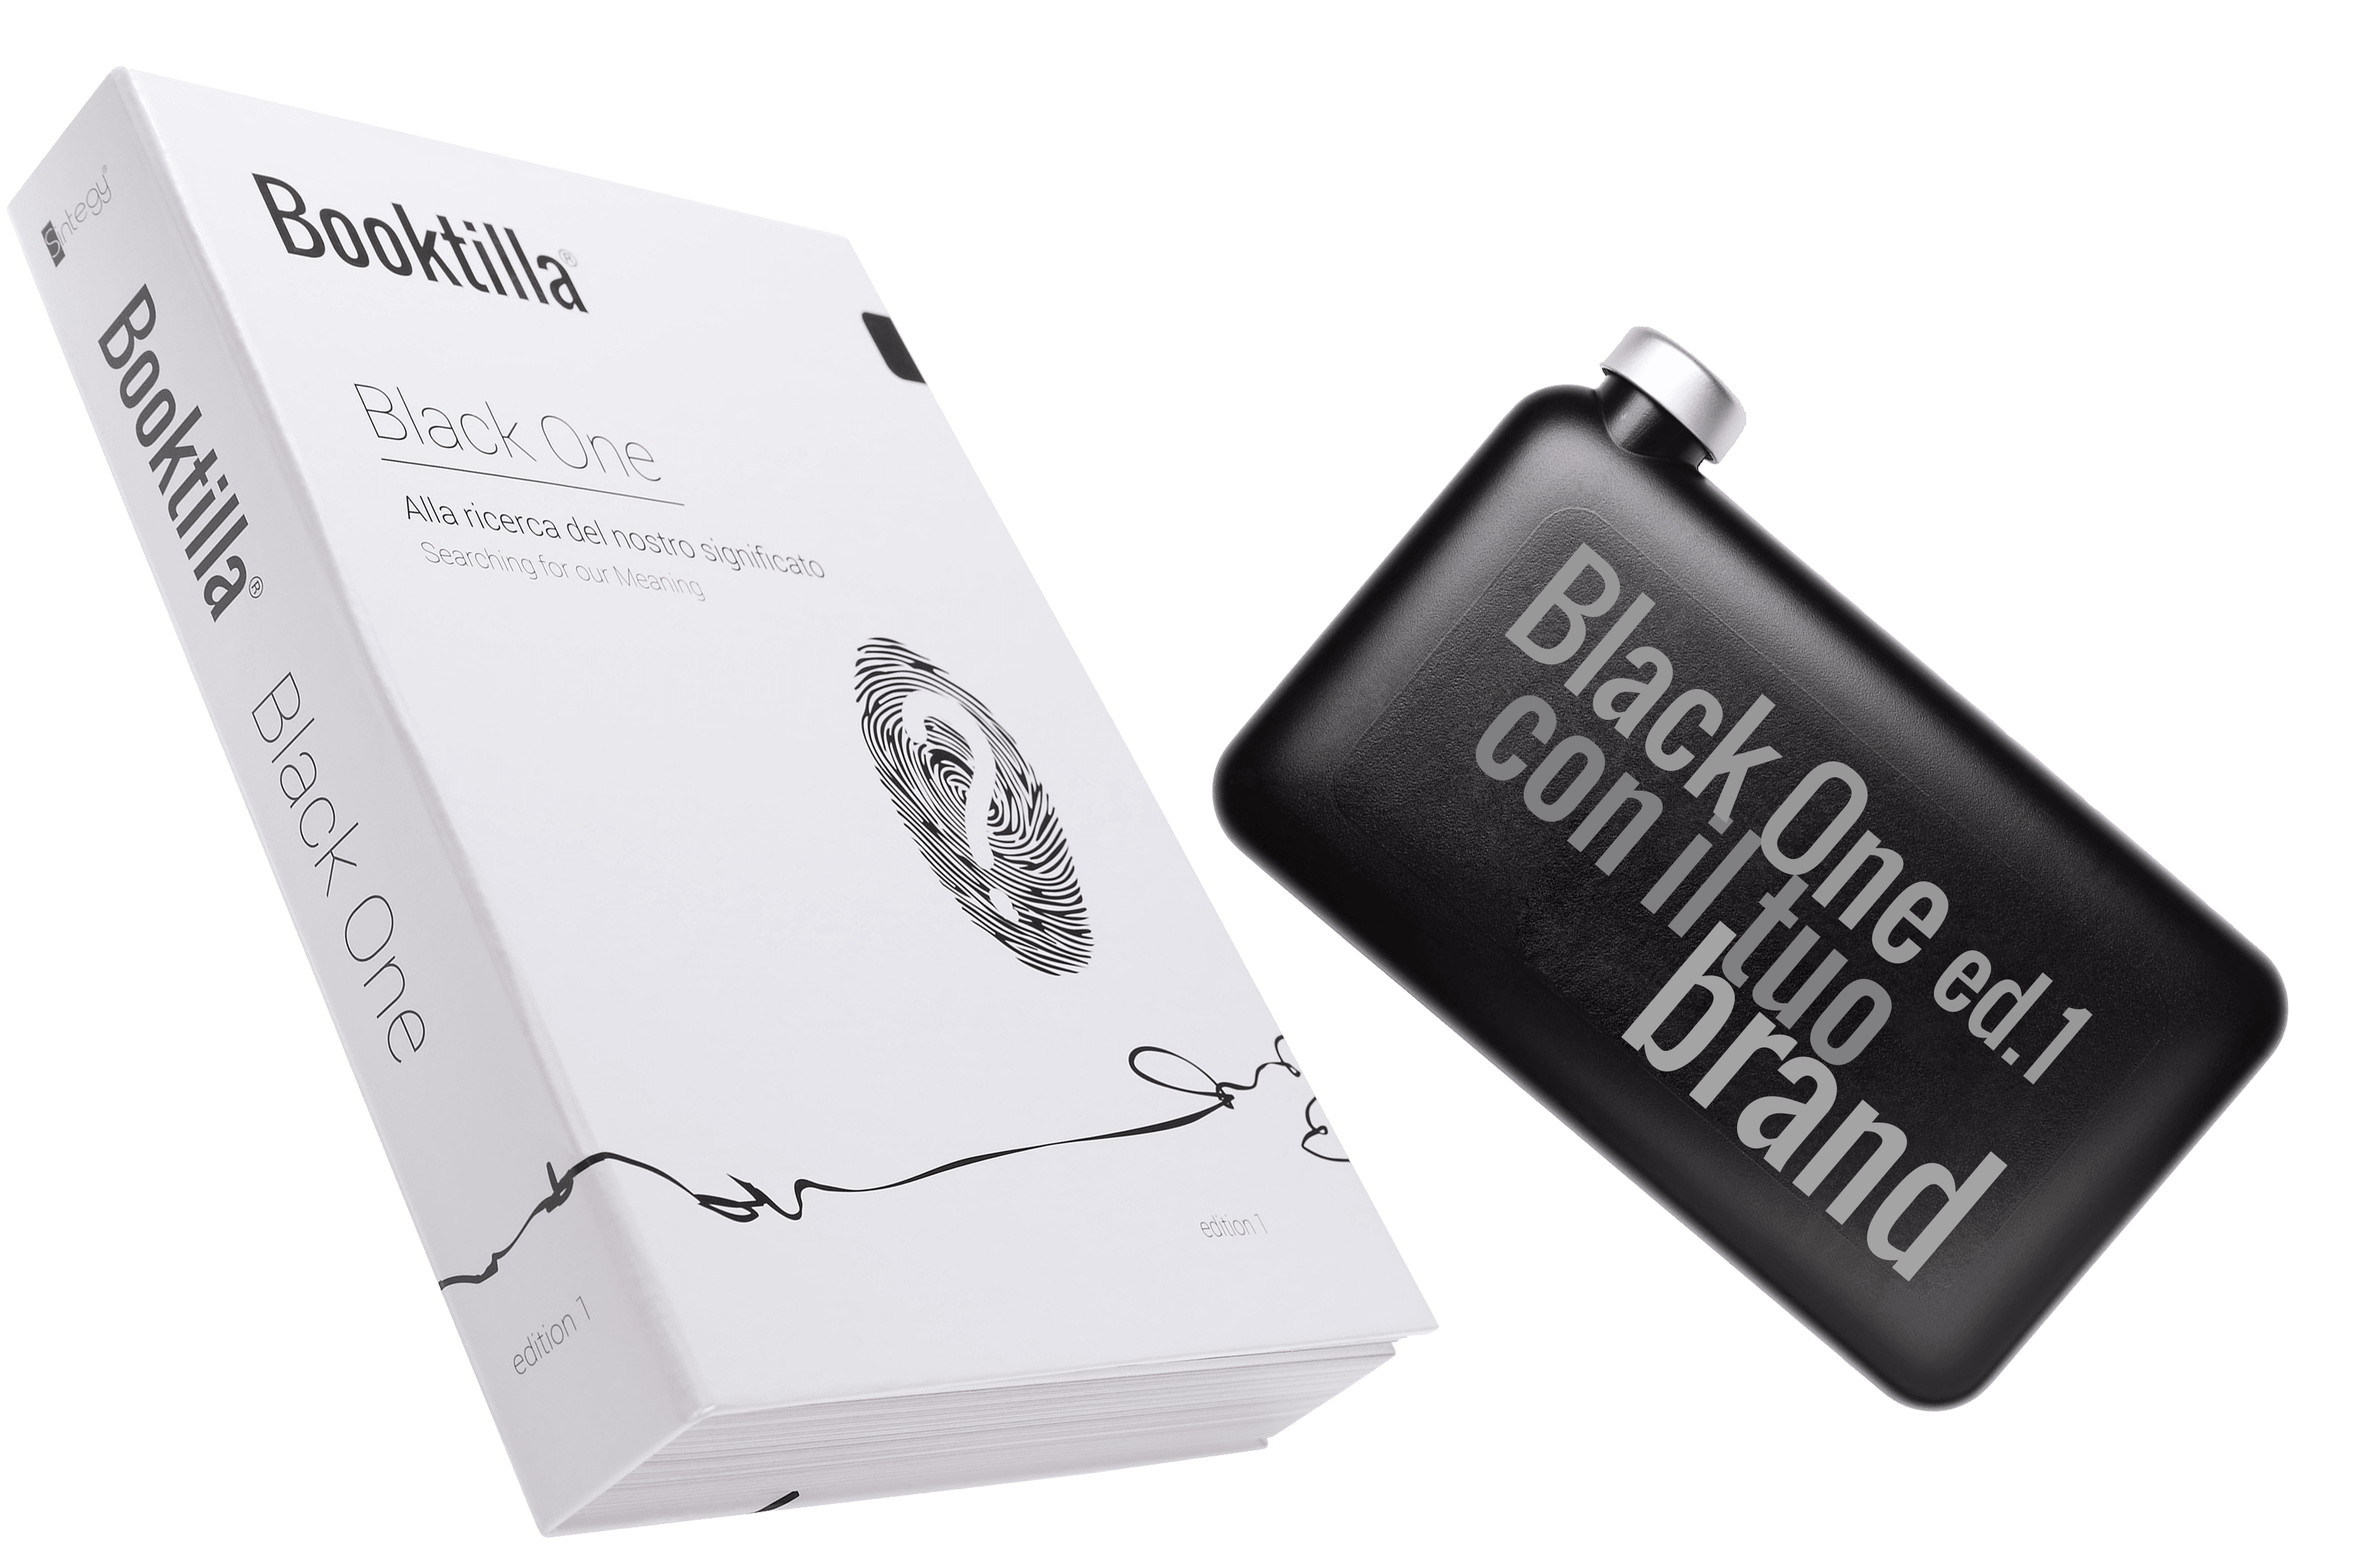 Sintegy®
Booktilla® Black One
edition 1
Booktilla®
Black One
Alla ricerca del nostro significato
Searching for our Meaning
?
edition 1
Black One ed.1
con il tuo
brand